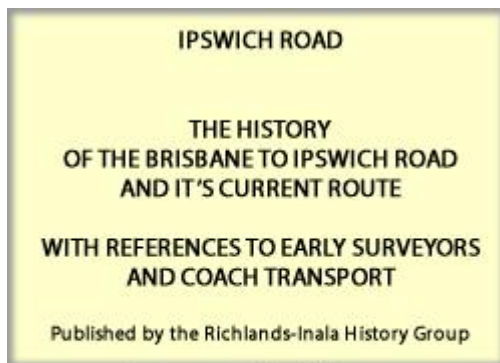 IPSWICH ROAD
THE HISTORY
OF THE BRISBANE TO IPSWICH ROAD
AND IT'S CURRENT ROUTE
WITH REFERENCES TO EARLY SURVEYORS
AND COACH TRANSPORT
Published by the Richlands-Inala History Group